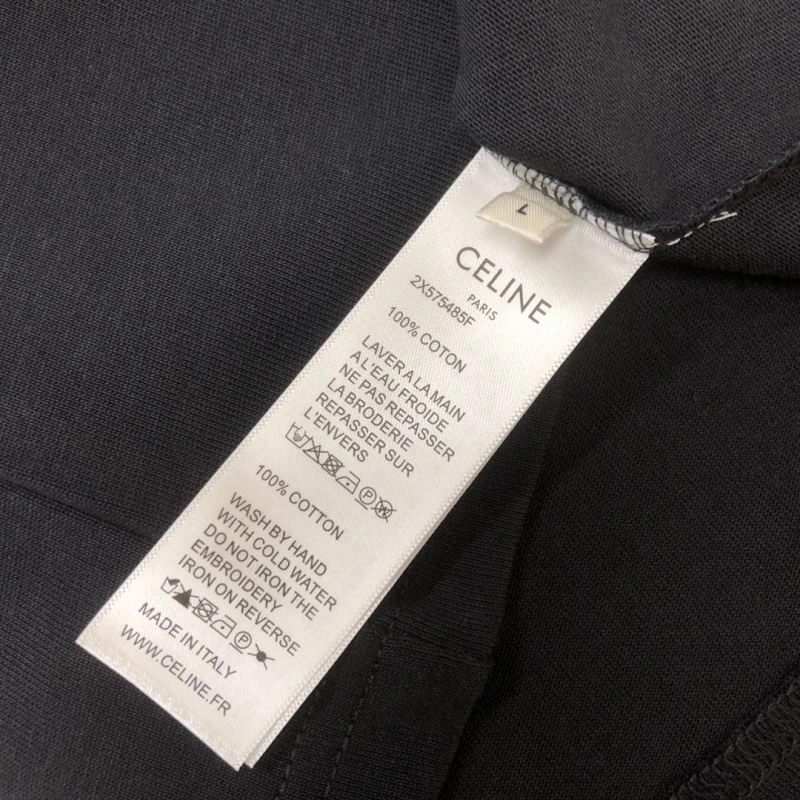 L
CELINE
PARIS
2X575485F
100% COTON
LAVER A LA MAIN
A L'EAU FROIDE
NE PAS REPASSER
LA BRODERIE
REPASSER SUR
L'ENVERS
100% COTTON
WASH BY HAND
WITH COLD WATER
DO NOT IRON THE
EMBROIDERY
IRON ON REVERSE
MADE IN ITALY
WWW.CELINE.FR